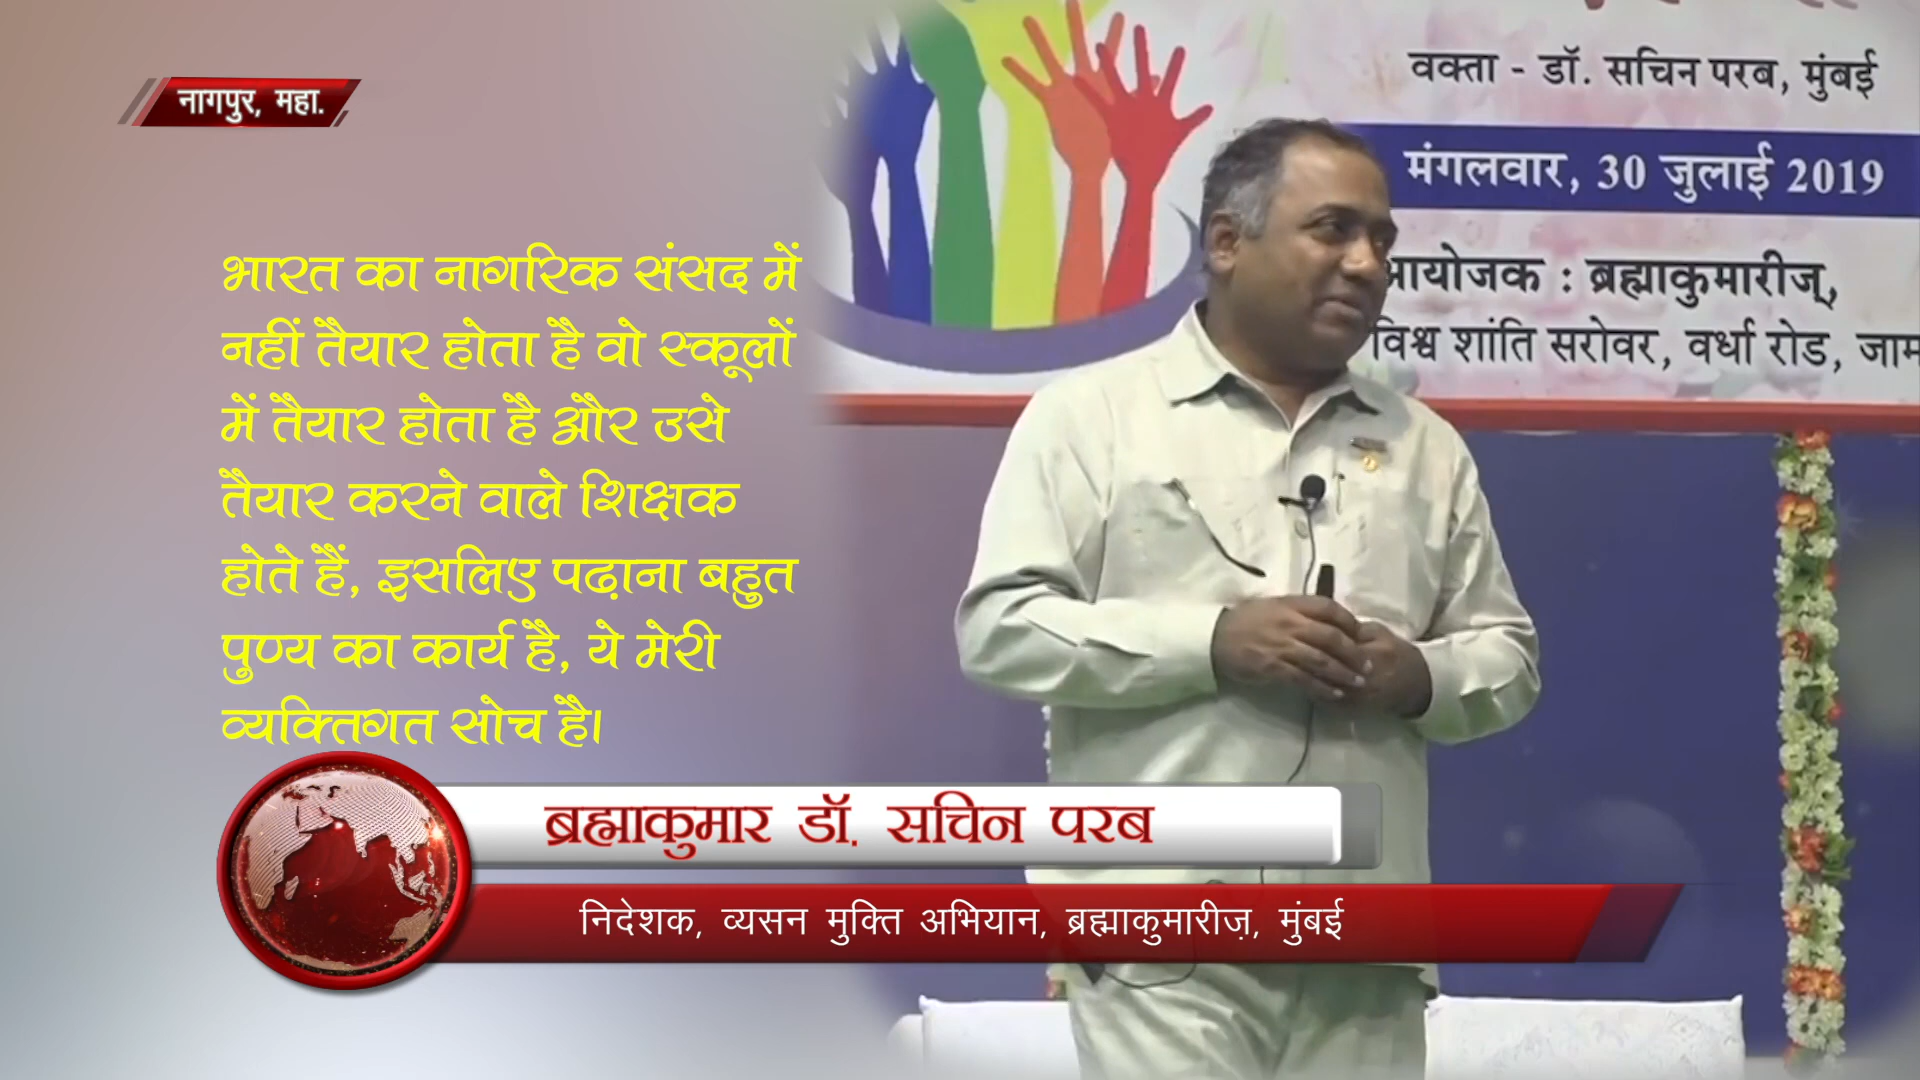 नागपुर, महा.
वक्ता - डॉ. सचिन परब, मुंबई
मंगलवार, 30 जुलाई 2019
आयोजक : ब्रह्माकुमारीज्,
विश्व शांति सरोवर, वर्धा रोड,
भारत का नागरिक संसद में
नहीं तैयार होता है वो स्कूलों
में तैयार होता है और उसे
तैयार करने वाले शिक्षक
होते हैं, इसलिए पढ़ाना बहुत
पुण्य का कार्य है, ये मेरी
व्यक्तिगत सोच है।
ब्रह्माकुमार डॉ. सचिन परब
निदेशक, व्यसन मुक्ति अभियान, ब्रह्माकुमारीज़, मुंबई